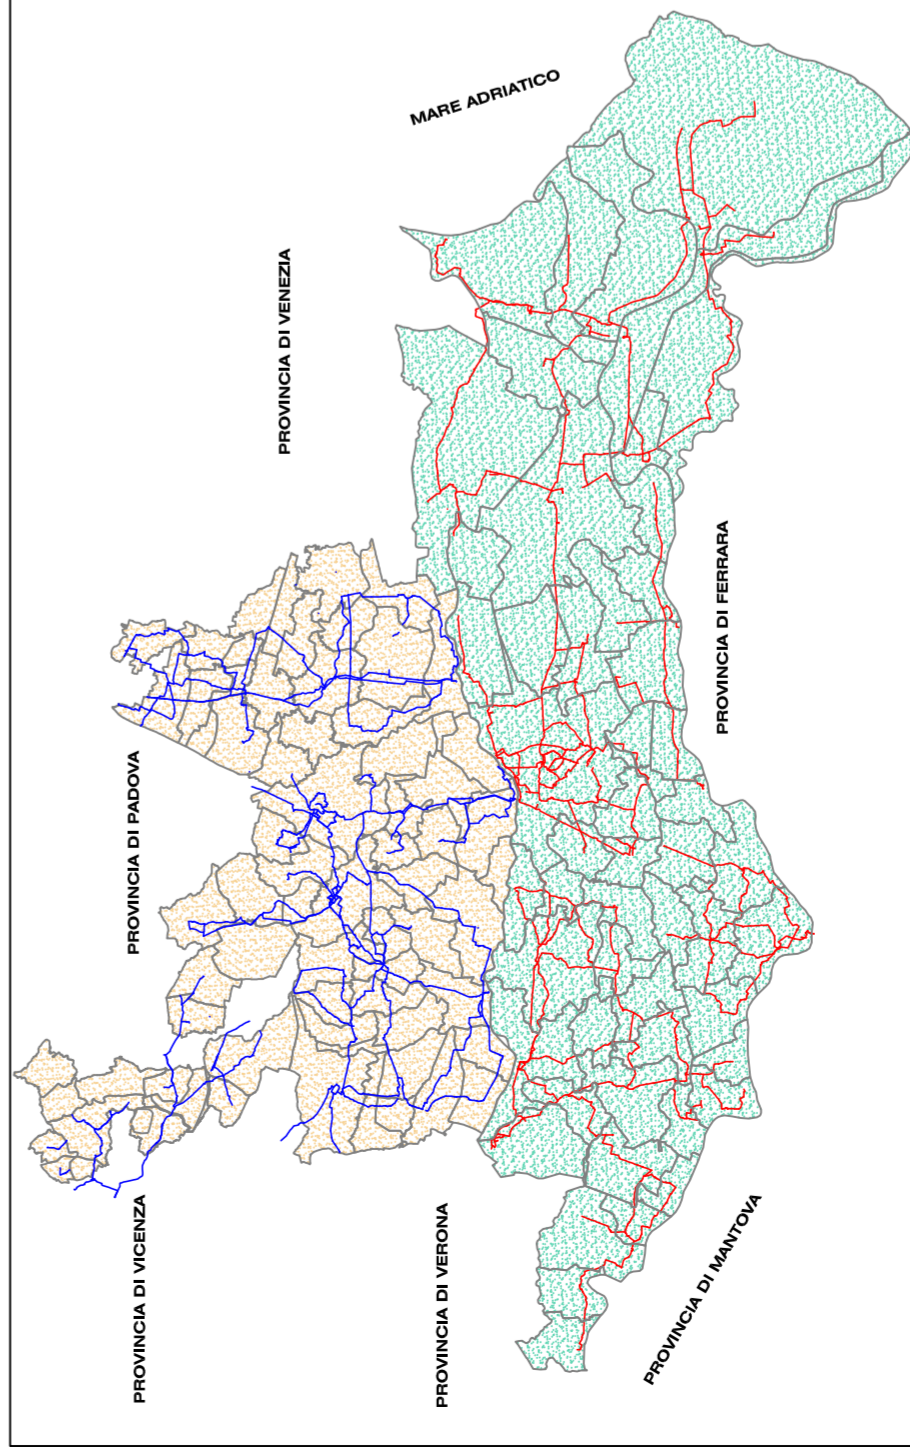 MARE ADRIATICO
PROVINCIA DI VENEZIA
PROVINCIA DI FERRARA
PROVINCIA DI PADOVA
PROVINCIA DI VICENZA
PROVINCIA DI VERONA
PROVINCIA DI MANTOVA